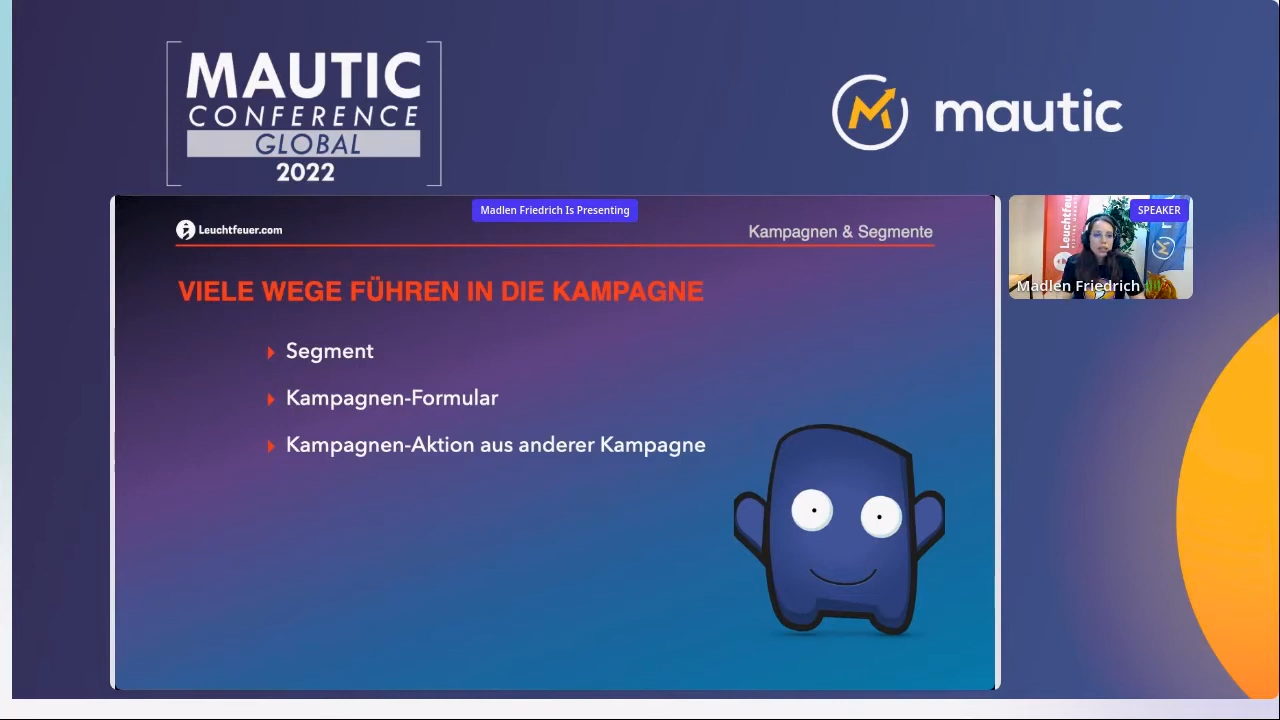 MAUTIC
CONFERENCE
GLOBAL
2022
mautic
Madlen Friedrich Is Presenting
Leuchtfeuer.com
Kampagnen & Segmente
VIELE WEGE FÜHREN IN DIE KAMPAGNE
Segment
Kampagnen-Formular
Kampagnen-Aktion aus anderer Kampagne
SPEAKER
Leuchtfeu
Madlen Friedrich